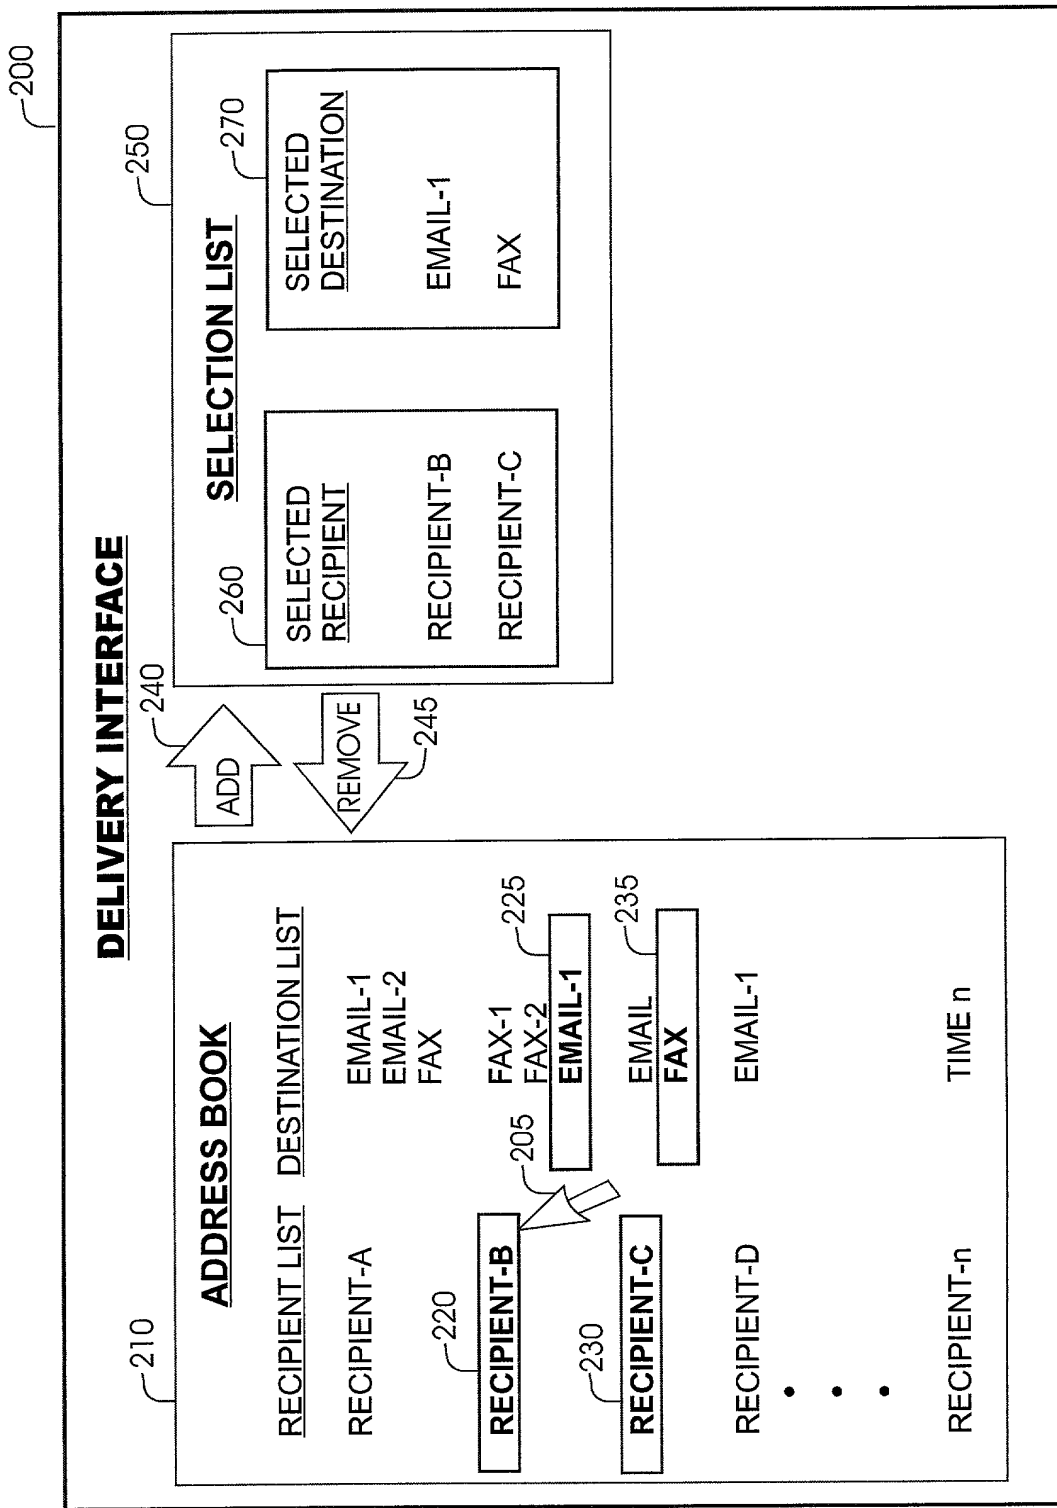 200
DELIVERY INTERFACE
210
ADDRESS BOOK
RECIPIENT LIST DESTINATION LIST
RECIPIENT-A EMAIL-1
EMAIL-2
FAX
220
RECIPIENT-B FAX-1
FAX-2
205
225
EMAIL-1
230
RECIPIENT-C EMAIL
235
FAX
RECIPIENT-D EMAIL-1
RECIPIENT-n TIME n
240
ADD
REMOVE
245
250
SELECTION LIST
260
SELECTED
RECIPIENT
RECIPIENT-B
RECIPIENT-C
270
SELECTED
DESTINATION
EMAIL-1
FAX